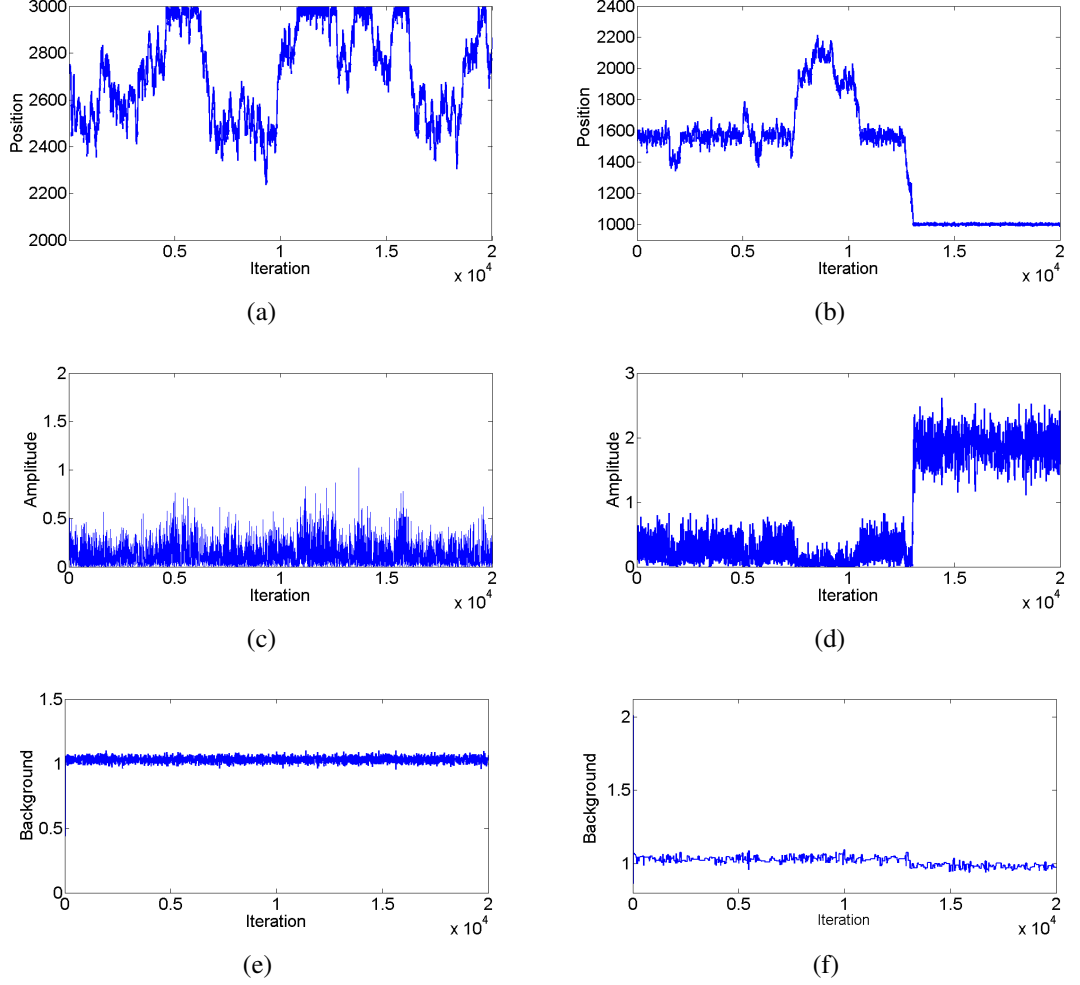 3000
2800
2600
2400
2200
2000
Position
0.5
1
1.5
2
Iteration
x 10^4
(a)
2400
2200
2000
1800
1600
1400
1200
1000
Position
0
0.5
1
1.5
2
Iteration
x 10^4
(b)
2
1.5
1
0.5
0
Amplitude
0
0.5
1
1.5
2
Iteration
x 10^4
(c)
3
2
1
0
Amplitude
0
0.5
1
1.5
2
Iteration
x 10^4
(d)
1.5
1
0.5
0
Background
0
0.5
1
1.5
2
Iteration
x 10^4
(e)
2
1.5
1
Background
0
0.5
1
1.5
2
Iteration
x 10^4
(f)